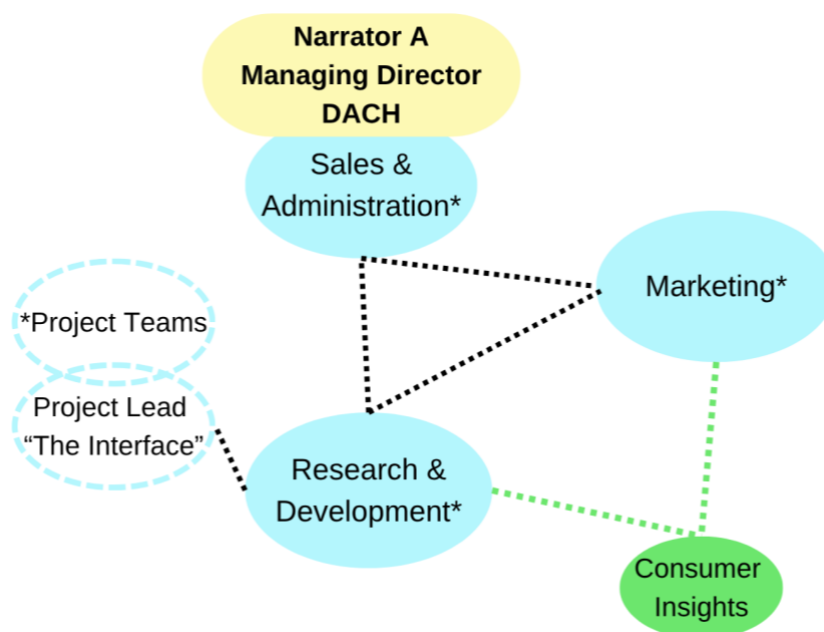 Narrator A
Managing Director
DACH
Sales &
Administration*
Marketing*
*Project Teams
Project Lead
“The Interface”
Research &
Development*
Consumer
Insights